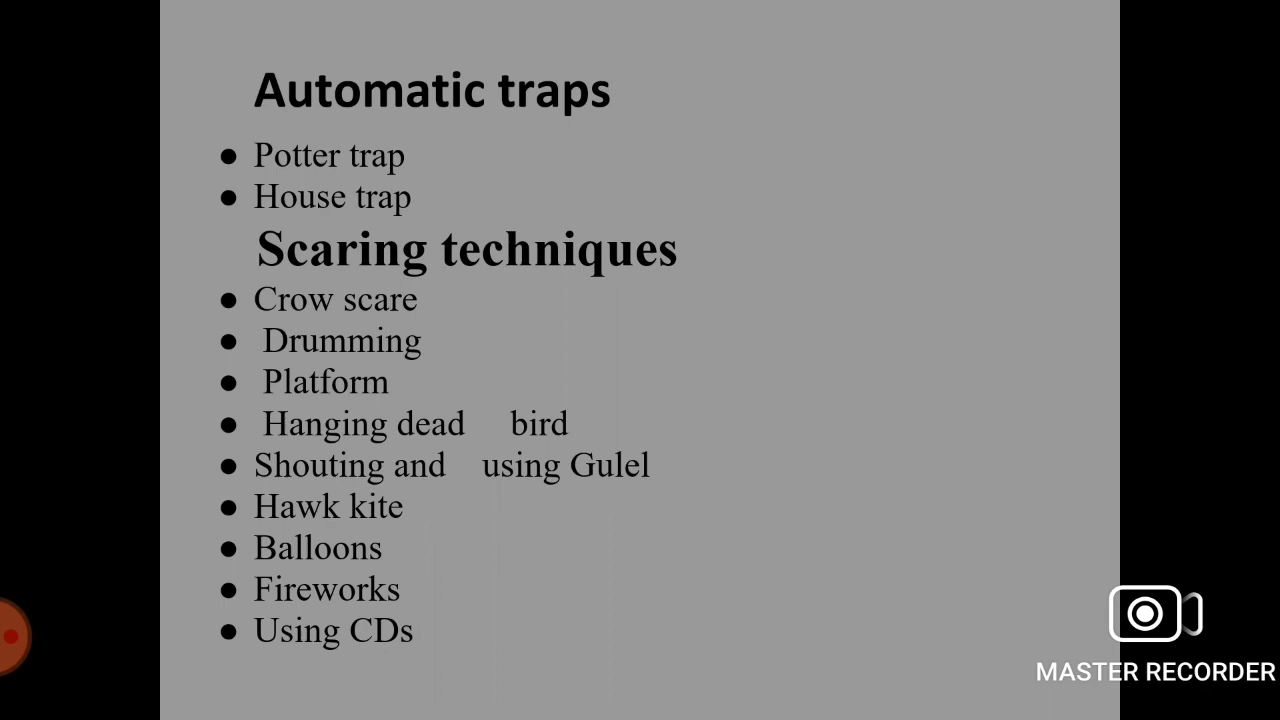 Automatic traps
● Potter trap
● House trap
Scaring techniques
● Crow scare
● Drumming
● Platform
● Hanging dead bird
● Shouting and using Gulel
● Hawk kite
● Balloons
● Fireworks
● Using CDs
MASTER RECORDER